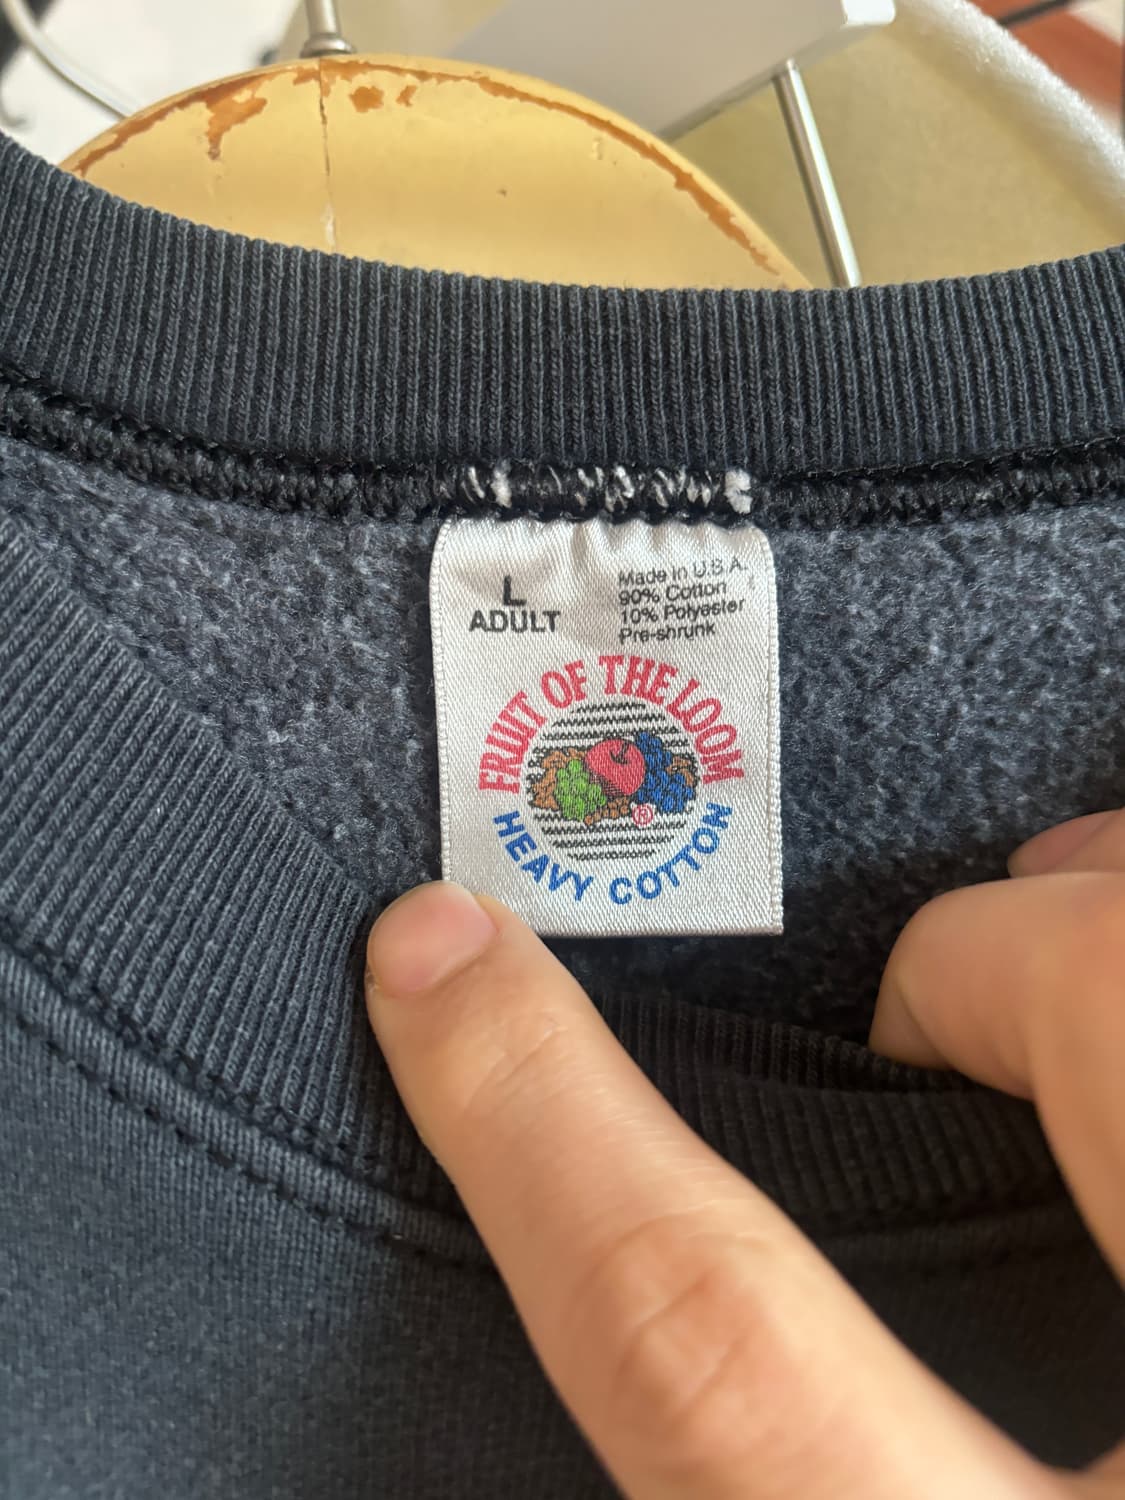 L
ADULT
Made in U.S.A.
90% Cotton
10% Polyester
Pre-shrunk
FRUIT OF THE LOOM
®
HEAVY COTTON